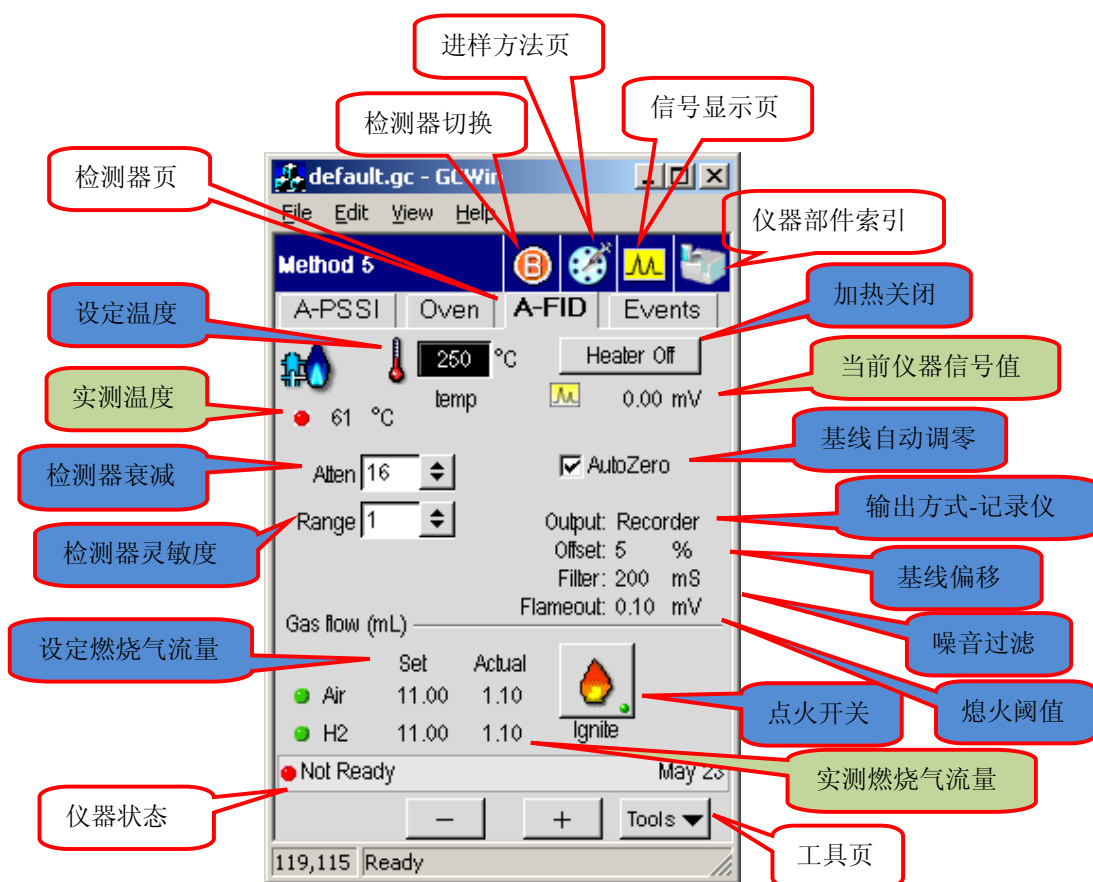 进样方法页
信号显示页
检测器切换
检测器页
default.gc - GCWin
File Edit View Help
仪器部件索引
Method 5
B
A-PSSI Oven A-FID Events
加热关闭
设定温度
250 °C
Heater Off
temp
当前仪器信号值
0.00 mV
实测温度
61 °C
基线自动调零
检测器衰减
Atten 16
AutoZero
输出方式-记录仪
Range 1
Output: Recorder
检测器灵敏度
Offset: 5 %
基线偏移
Filter: 200 mS
Flameout: 0.10 mV
Gas flow (mL)
噪音过滤
设定燃烧气流量
Set Actual
Air 11.00 1.10
点火开关
熄火阈值
H2 11.00 1.10
Ignite
实测燃烧气流量
Not Ready May 23
仪器状态
− + Tools
工具页
119,115 Ready